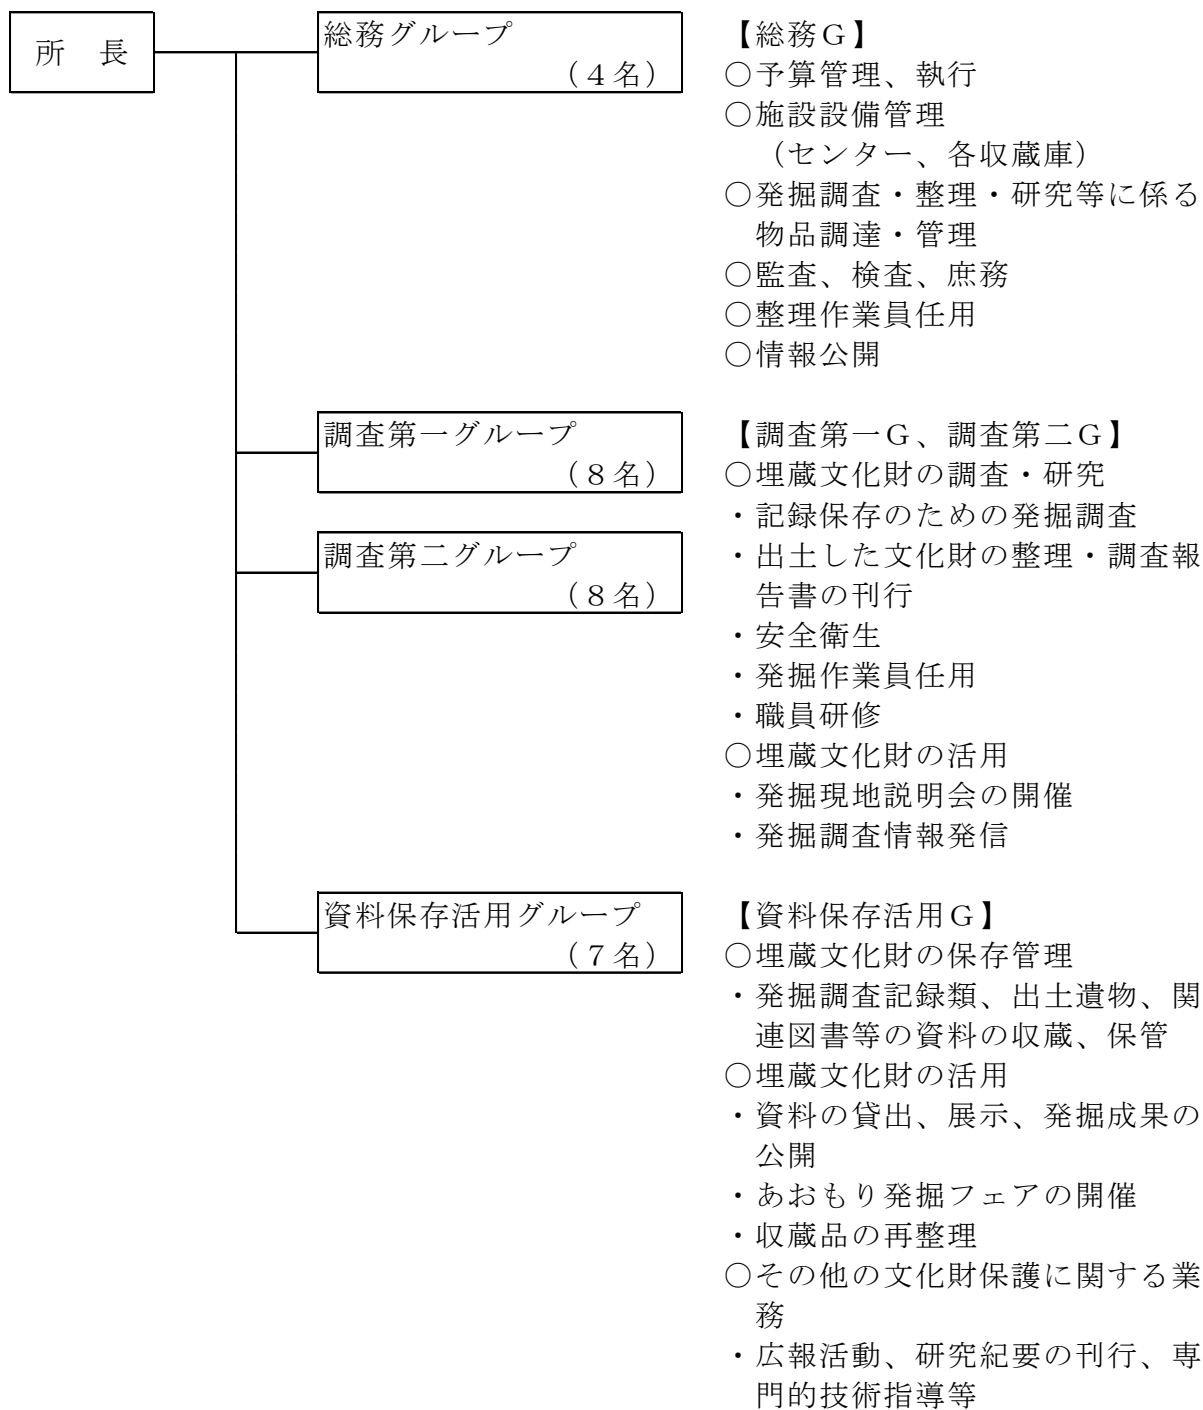 所　長
総務グループ
（４名）
【総務Ｇ】
○予算管理、執行
○施設設備管理
（センター、各収蔵庫）
○発掘調査・整理・研究等に係る
物品調達・管理
○監査、検査、庶務
○整理作業員任用
○情報公開
調査第一グループ
（８名）
調査第二グループ
（８名）
【調査第一Ｇ、調査第二Ｇ】
○埋蔵文化財の調査・研究
・記録保存のための発掘調査
・出土した文化財の整理・調査報
告書の刊行
・安全衛生
・発掘作業員任用
・職員研修
○埋蔵文化財の活用
・発掘現地説明会の開催
・発掘調査情報発信
資料保存活用グループ
（７名）
【資料保存活用Ｇ】
○埋蔵文化財の保存管理
・発掘調査記録類、出土遺物、関
連図書等の資料の収蔵、保管
○埋蔵文化財の活用
・資料の貸出、展示、発掘成果の
公開
・あおもり発掘フェアの開催
・収蔵品の再整理
○その他の文化財保護に関する業
務
・広報活動、研究紀要の刊行、専
門的技術指導等